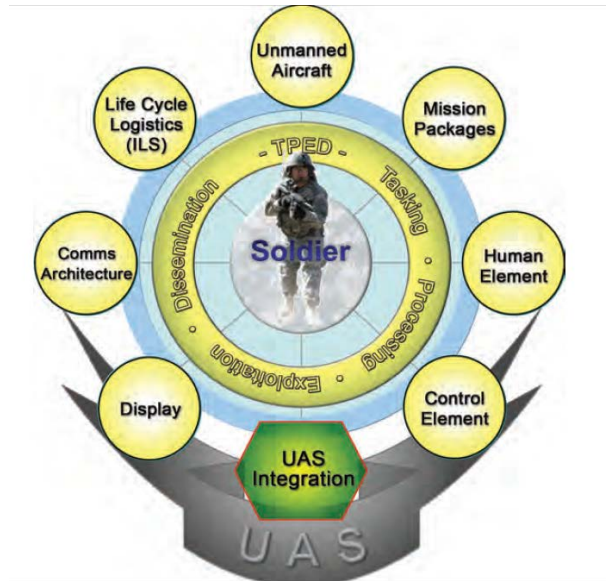 Unmanned
Aircraft
Mission
Packages
Human
Element
Control
Element
UAS
Integration
Display
Comms
Architecture
Life Cycle
Logistics
(ILS)
- TPED -
Tasking • Processing • Exploitation • Dissemination
Soldier
UAS